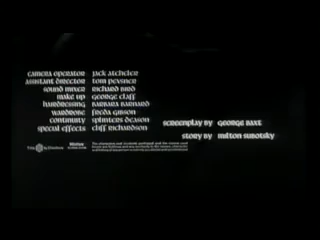 CAMERA OPERATOR JACK ATCHELER
ASSISTANT DIRECTOR TOM PEVSNER
SOUND MIXER RICHARD BIRD
MAKE UP GEORGE CLAFF
HAIRDRESSING BARBARA BARNARD
WARDROBE FREDA GIBSON
CONTINUITY SPLINTERS DEASON
SPECIAL EFFECTS CLIFF RICHARDSON
SCREENPLAY BY GEORGE BAXT
STORY BY MILTON SUBOTSKY